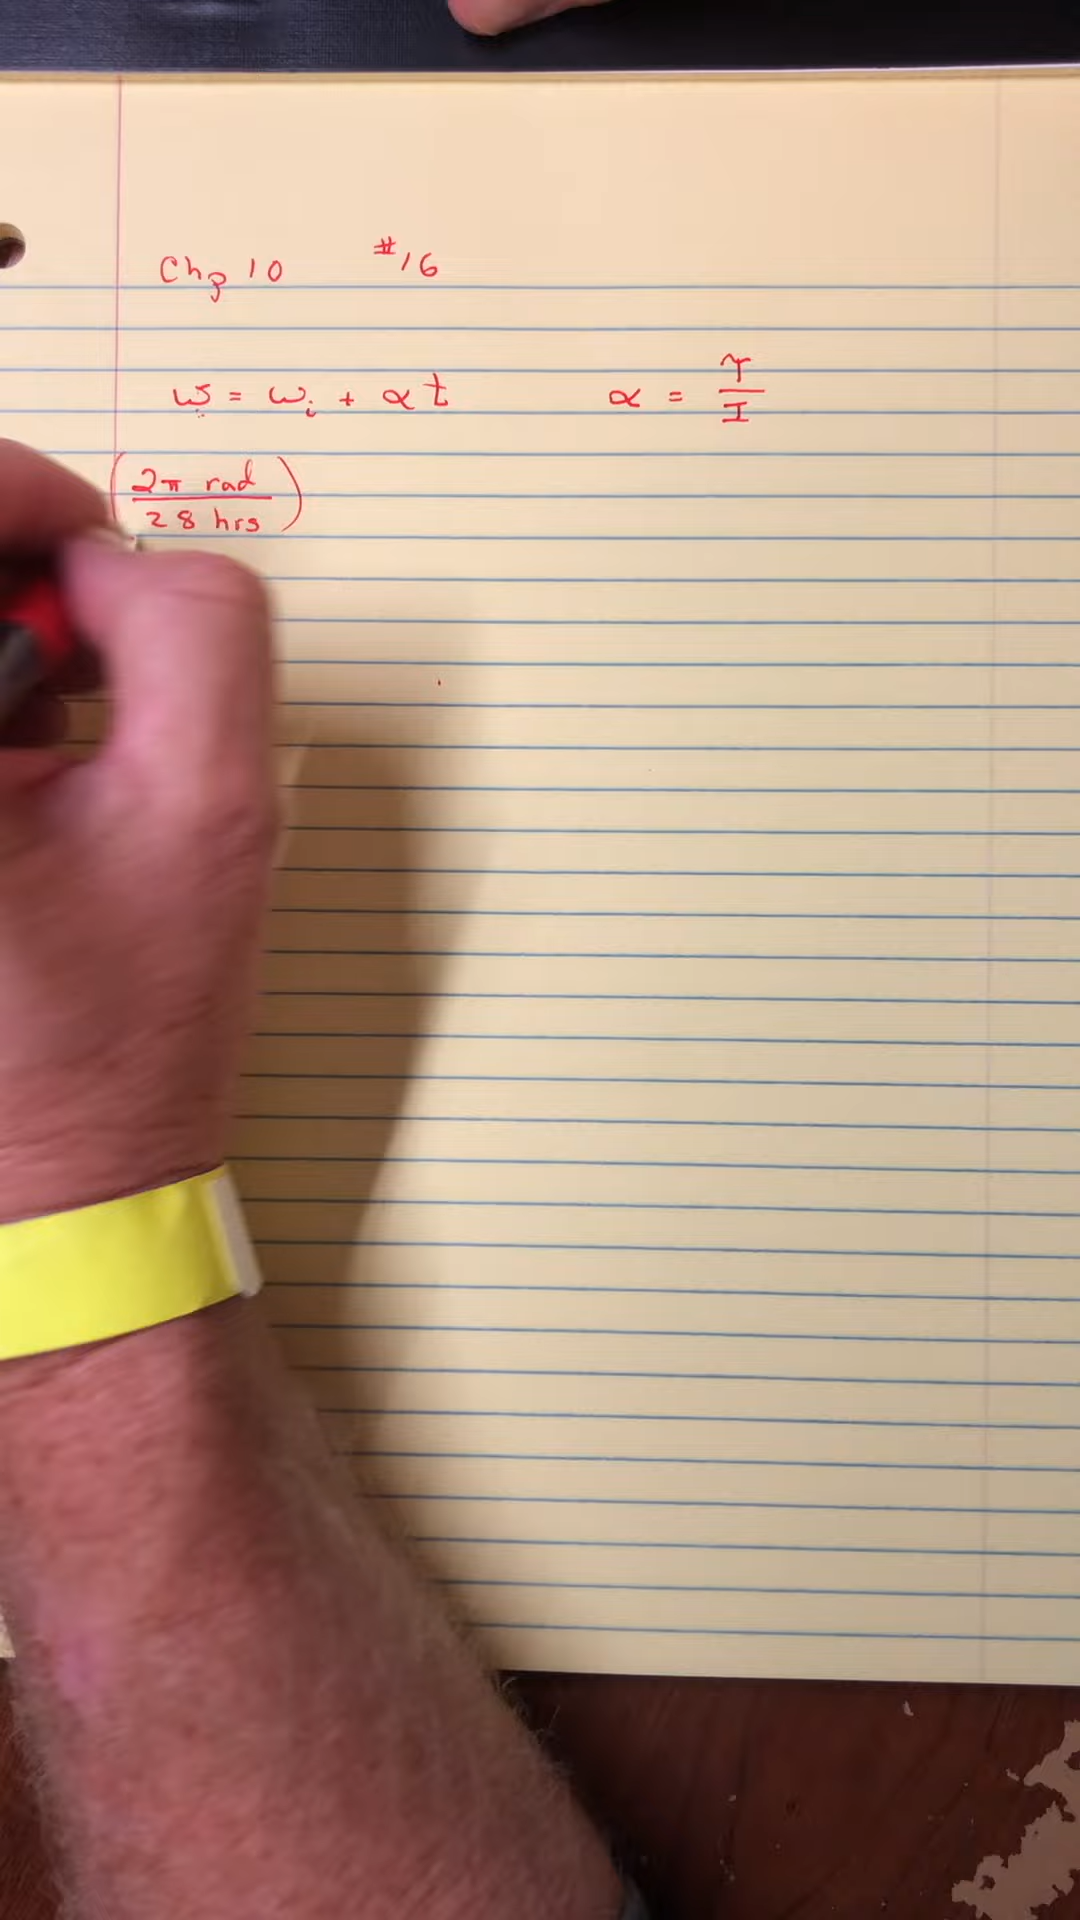 Chp 10 #16
ω = ωi + αt α = τ/I
(2π rad / 28 hrs)